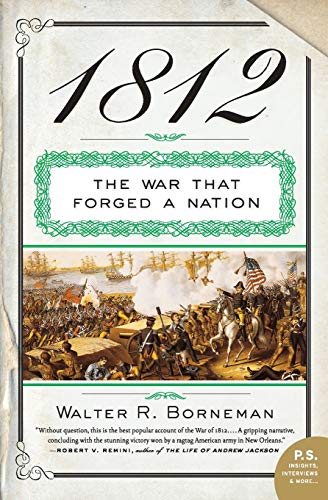 1812
THE WAR THAT
FORGED A NATION
WALTER R. BORNEMAN
"Without question, this is the best popular account of the War of 1812.... A gripping narrative,
concluding with the stunning victory won by a ragtag American army in New Orleans."
—ROBERT V. REMINI, author of THE LIFE OF ANDREW JACKSON
P.S.
INSIGHTS,
INTERVIEWS
& MORE...